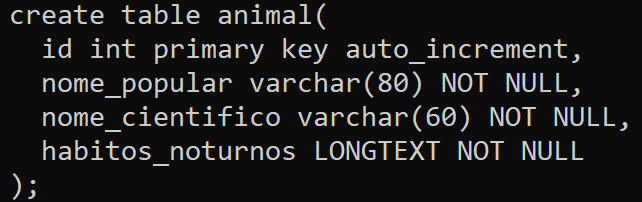 create table animal(
  id int primary key auto_increment,
  nome_popular varchar(80) NOT NULL,
  nome_cientifico varchar(60) NOT NULL,
  habitos_noturnos LONGTEXT NOT NULL
);